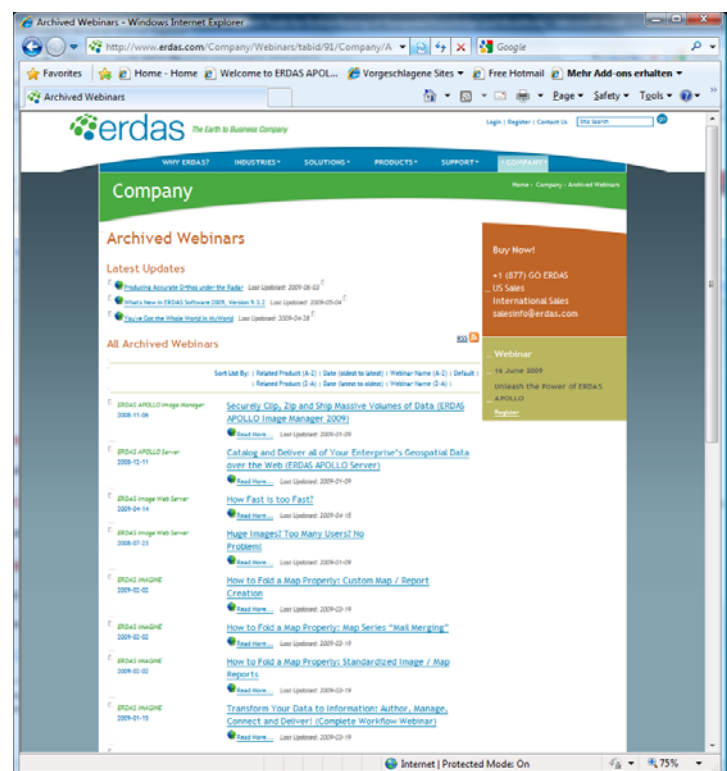 Archived Webinars - Windows Internet Explorer
http://www.erdas.com/Company/Webinars/tabid/91/Company/A
Google
Favorites
Home - Home
Welcome to ERDAS APOL...
Vorgeschlagene Sites
Free Hotmail
Mehr Add-ons erhalten
Archived Webinars
Page
Safety
Tools
erdas The Earth to Business Company
Login | Register | Contact Us
Site Search
WHY ERDAS? INDUSTRIES SOLUTIONS PRODUCTS SUPPORT COMPANY
Company
Home › Company › Archived Webinars
Archived Webinars
Latest Updates
Producing Accurate Orthos under the Radar Last Updated: 2009-06-02
What's New in ERDAS Software 2009, Version 9.3.2 Last Updated: 2009-05-04
You've Got the Whole World in Last Updated: 2009-04-28
All Archived Webinars
RSS
Sort List By: | Related Product (A-Z) | Date (oldest to latest) | Webinar Name (A-Z) | Default |
| Related Product (Z-A) | Date (latest to oldest) | Webinar Name (Z-A) |
ERDAS APOLLO Image Manager
2008-11-06
Securely Clip, Zip and Ship Massive Volumes of Data (ERDAS
APOLLO Image Manager 2009)
Read More... Last Updated: 2009-01-09
ERDAS APOLLO Server
2008-12-11
Catalog and Deliver all of Your Enterprise's Geospatial Data
over the Web (ERDAS APOLLO Server)
Read More... Last Updated: 2009-01-09
ERDAS Image Web Server
2009-04-14
How Fast is too Fast?
Read More... Last Updated: 2009-04-15
ERDAS Image Web Server
2008-07-23
Huge Images? Too Many Users? No
Problem!
Read More... Last Updated: 2009-01-09
ERDAS IMAGINE
2009-02-02
How to Fold a Map Properly: Custom Map / Report
Creation
Read More... Last Updated: 2009-03-19
ERDAS IMAGINE
2009-02-02
How to Fold a Map Properly: Map Series "Mail Merging"
Read More... Last Updated: 2009-03-19
ERDAS IMAGINE
2009-02-02
How to Fold a Map Properly: Standardized Image / Map
Reports
Read More... Last Updated: 2009-03-19
ERDAS IMAGINE
2009-01-15
Transform Your Data to Information: Author, Manage,
Connect and Deliver! (Complete Workflow Webinar)
Read More... Last Updated: 2009-03-19
Buy Now!
+1 (877) GO ERDAS
US Sales
International Sales
salesinfo@erdas.com
Webinar
16 June 2009
Unleash the Power of ERDAS
APOLLO
Register
Internet | Protected Mode: On
75%